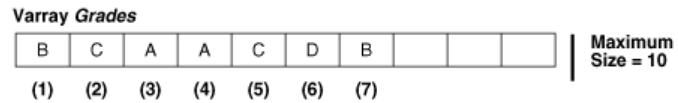 Varray Grades
B C A A C D B
Maximum
Size = 10
(1) (2) (3) (4) (5) (6) (7)